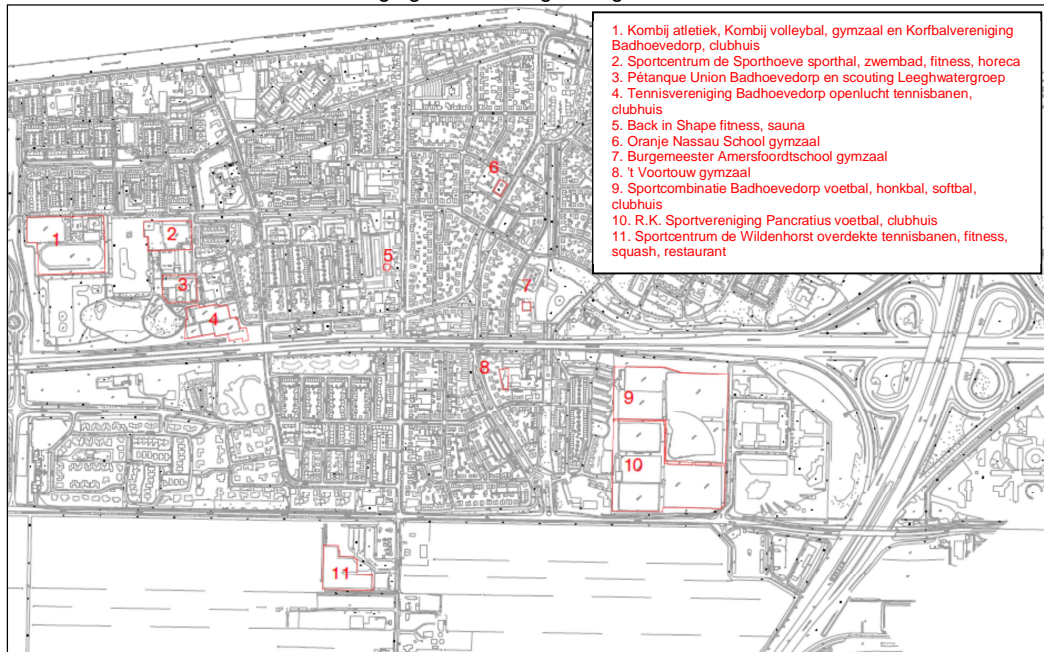 1. Kombij atletiek, Kombij volleybal, gymzaal en Korfbalvereniging
Badhoevedorp, clubhuis
2. Sportcentrum de Sporthoeve sporthal, zwembad, fitness, horeca
3. Pétanque Union Badhoevedorp en scouting Leeghwatergroep
4. Tennisvereniging Badhoevedorp openlucht tennisbanen,
clubhuis
5. Back in Shape fitness, sauna
6. Oranje Nassau School gymzaal
7. Burgemeester Amersfoordtschool gymzaal
8. 't Voortouw gymzaal
9. Sportcombinatie Badhoevedorp voetbal, honkbal, softbal,
clubhuis
10. R.K. Sportvereniging Pancratius voetbal, clubhuis
11. Sportcentrum de Wildenhorst overdekte tennisbanen, fitness,
squash, restaurant
6
1
2
5
3
7
4
8
9
10
11